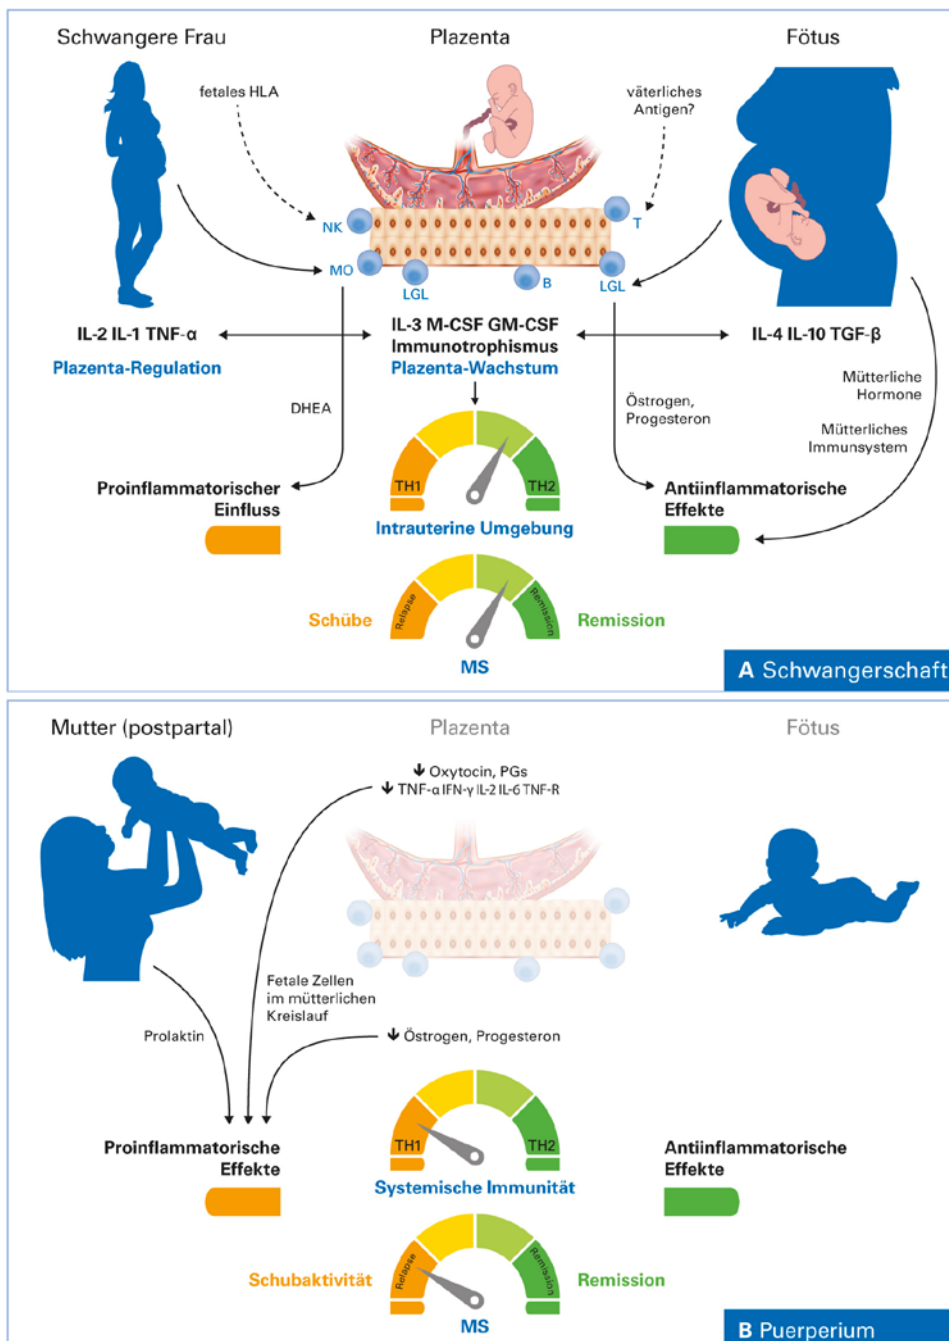 Schwangere Frau
Plazenta
Fötus
fetales HLA
väterliches
Antigen?
NK
T
MO
LGL
B
LGL
IL-2 IL-1 TNF-α
IL-3 M-CSF GM-CSF
Immunotrophismus
IL-4 IL-10 TGF-β
Plazenta-Regulation
Plazenta-Wachstum
Mütterliche
Hormone
DHEA
Östrogen,
Progesteron
Mütterliches
Immunsystem
TH1
TH2
Proinflammatorischer
Einfluss
Antiinflammatorische
Effekte
Intrauterine Umgebung
Relapse
Remission
Schübe
Remission
MS
A Schwangerschaft
Mutter (postpartal)
Plazenta
Fötus
↓ Oxytocin, PGs
↓ TNF-α IFN-γ IL-2 IL-6 TNF-R
Fetale Zellen
im mütterlichen
Kreislauf
Prolaktin
↓ Östrogen, Progesteron
TH1
TH2
Proinflammatorische
Effekte
Antiinflammatorische
Effekte
Systemische Immunität
Relapse
Remission
Schubaktivität
Remission
MS
B Puerperium